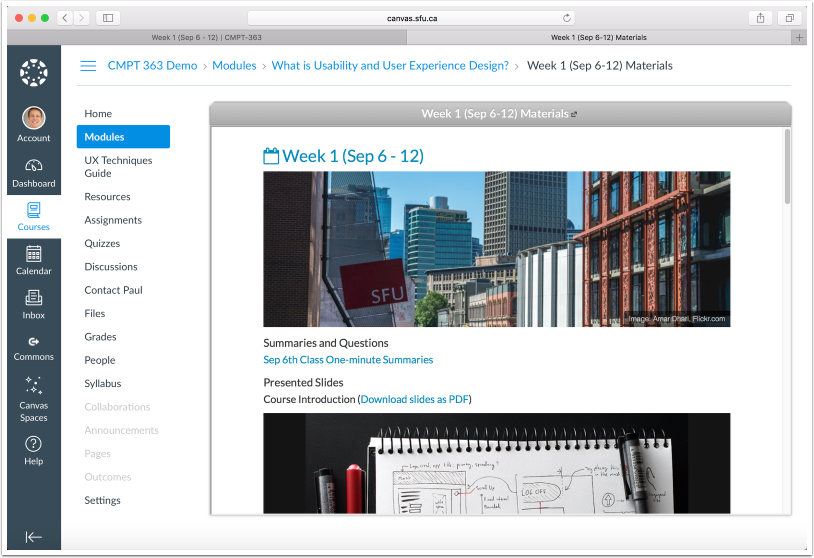 canvas.sfu.ca
Week 1 (Sep 6 - 12) | CMPT-363
Week 1 (Sep 6-12) Materials
CMPT 363 Demo > Modules > What is Usability and User Experience Design? > Week 1 (Sep 6-12) Materials
Account
Dashboard
Courses
Calendar
Inbox
Commons
Canvas
Spaces
Help
Home
Modules
UX Techniques
Guide
Resources
Assignments
Quizzes
Discussions
Contact Paul
Files
Grades
People
Syllabus
Collaborations
Announcements
Pages
Outcomes
Settings
Week 1 (Sep 6-12) Materials
Week 1 (Sep 6 - 12)
SFU
Image: Amar Dhari, Flickr.com
Summaries and Questions
Sep 6th Class One-minute Summaries
Presented Slides
Course Introduction (Download slides as PDF)
LOG OFF